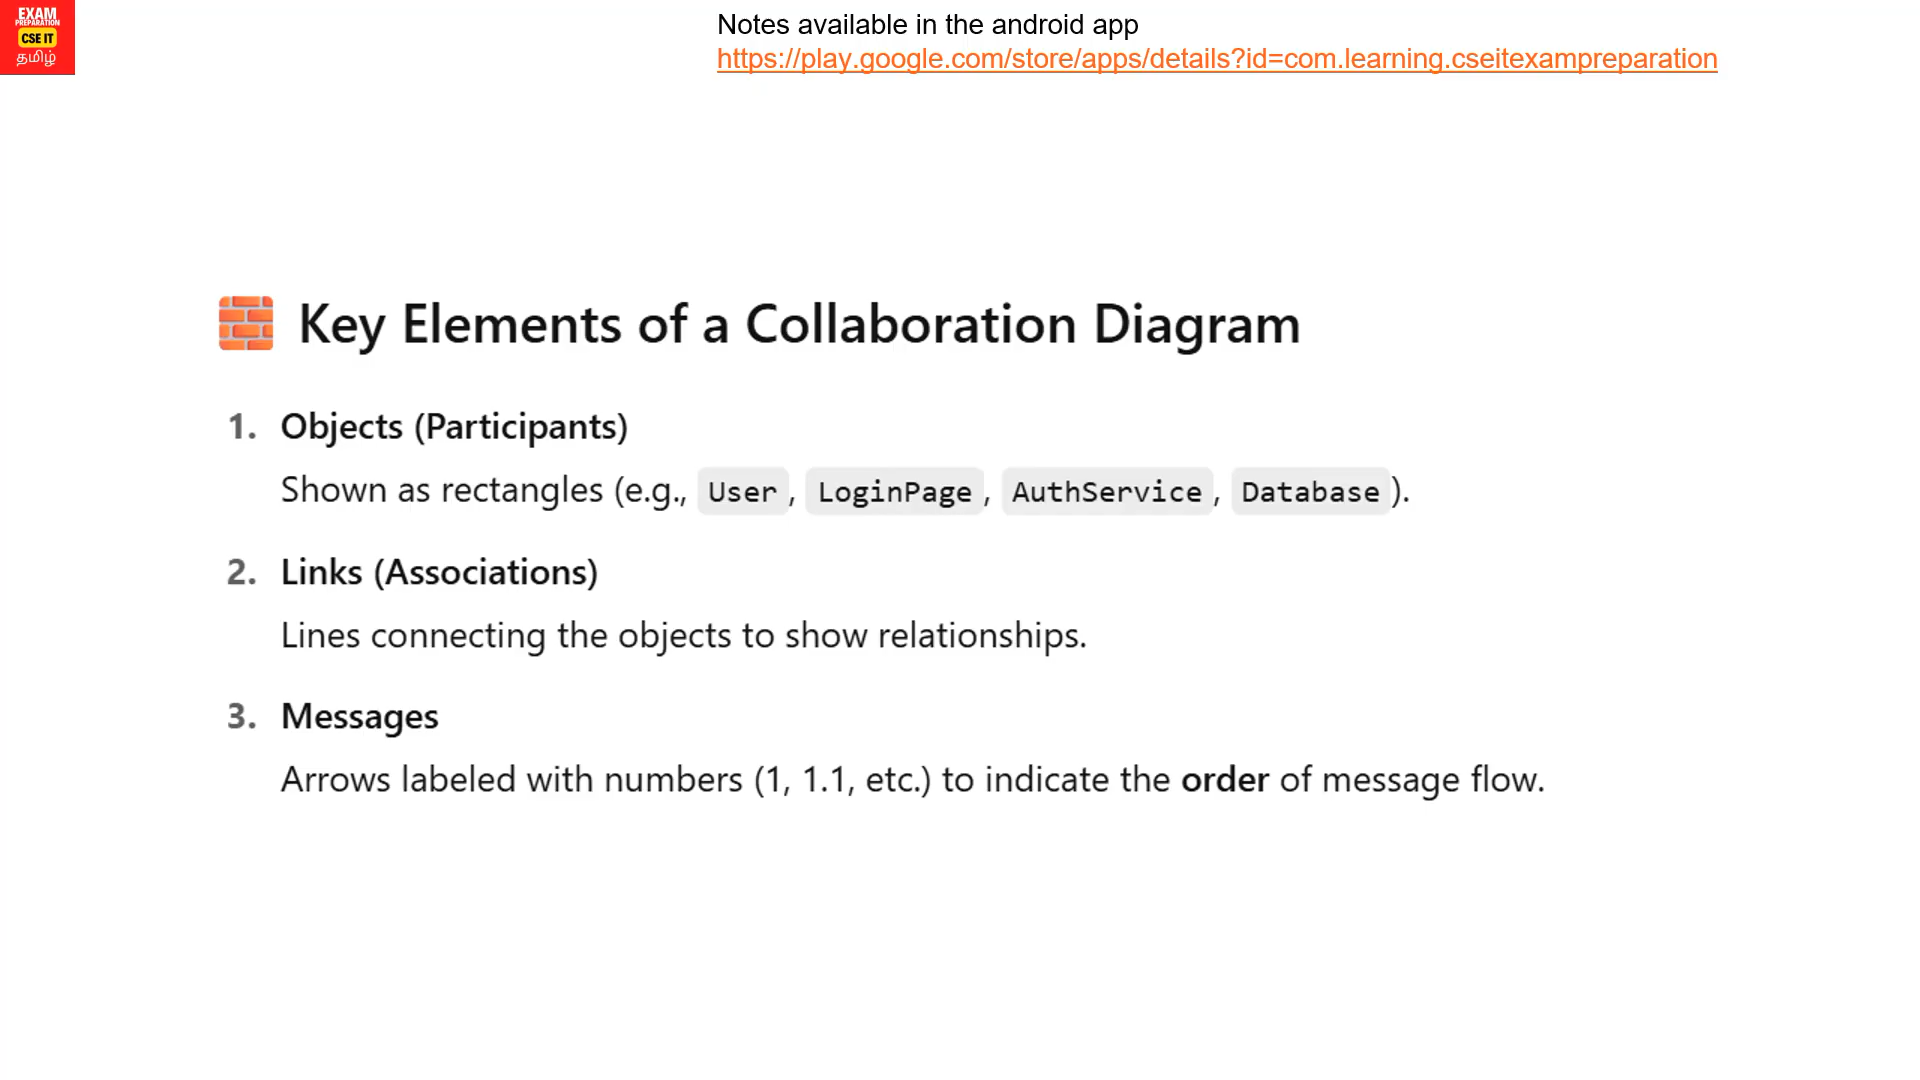 EXAM
PREPARATION
CSE IT
தமிழ்
Notes available in the android app
https://play.google.com/store/apps/details?id=com.learning.cseitexampreparation
Key Elements of a Collaboration Diagram
1. Objects (Participants)
Shown as rectangles (e.g., User, LoginPage, AuthService, Database).
2. Links (Associations)
Lines connecting the objects to show relationships.
3. Messages
Arrows labeled with numbers (1, 1.1, etc.) to indicate the order of message flow.